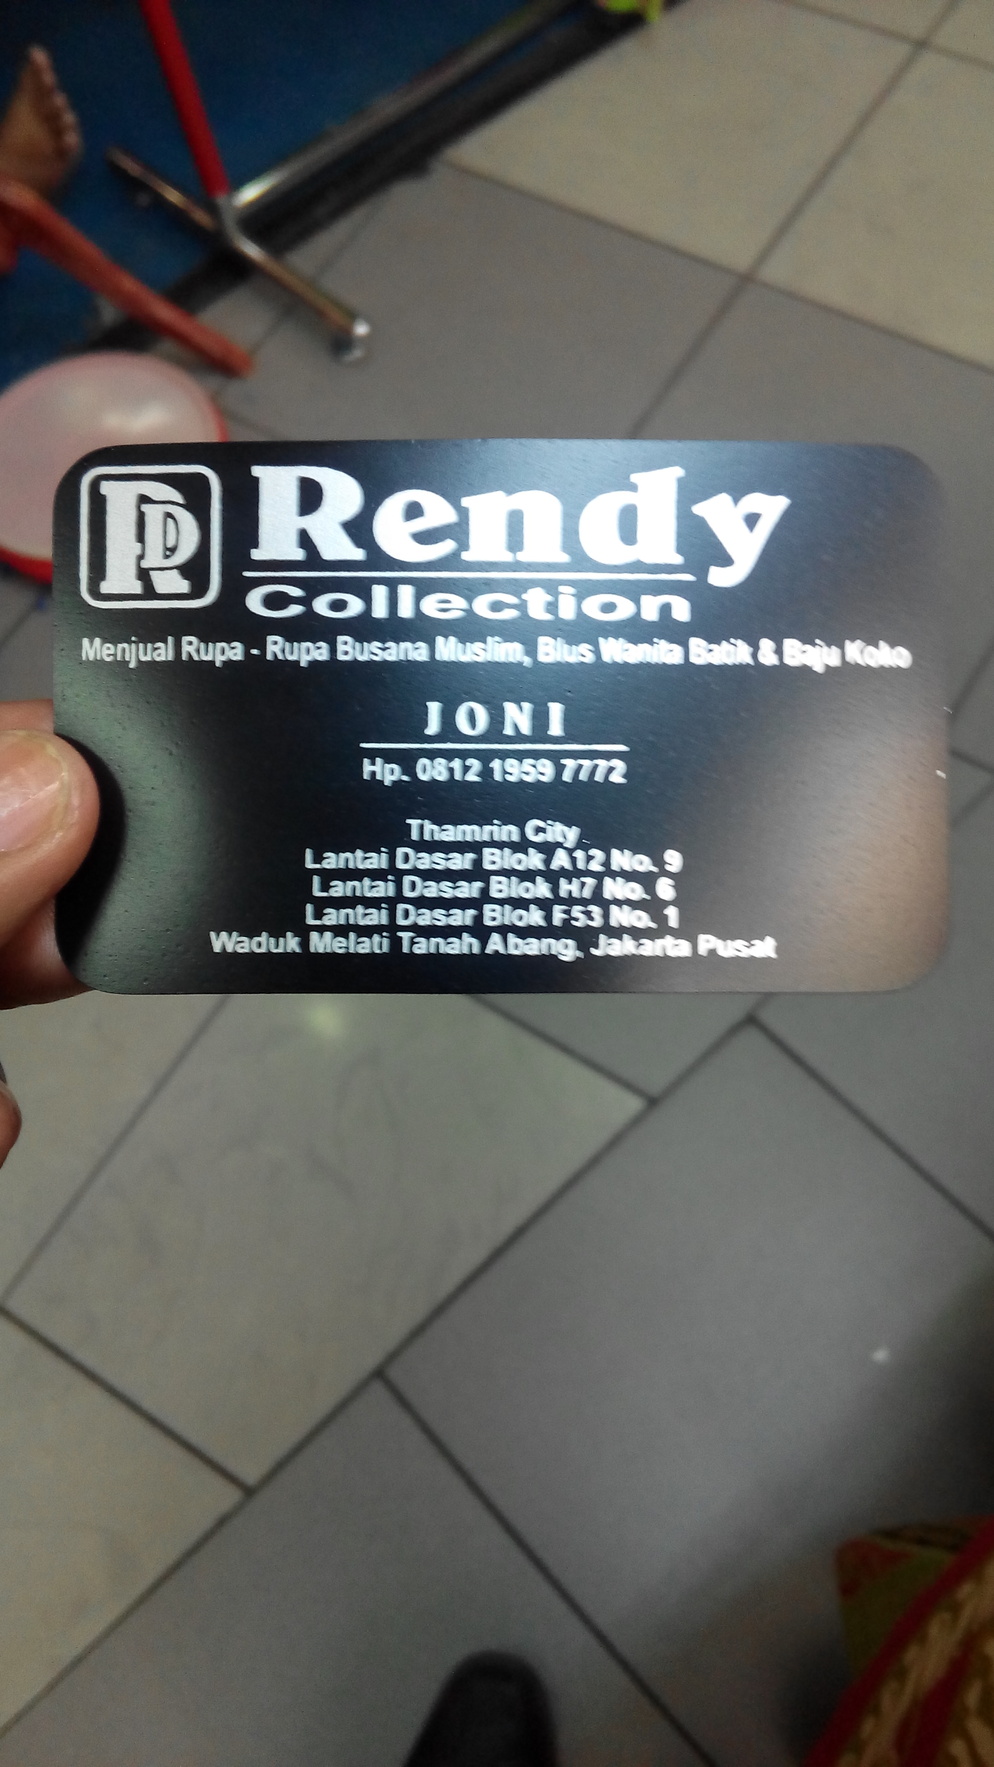 RD
Rendy
Collection
Menjual Rupa - Rupa Busana Muslim, Blus Wanita Batik & Baju Koko
JONI
Hp. 0812 1959 7772
Thamrin City
Lantai Dasar Blok A12 No. 9
Lantai Dasar Blok H7 No. 6
Lantai Dasar Blok F53 No. 1
Waduk Melati Tanah Abang, Jakarta Pusat